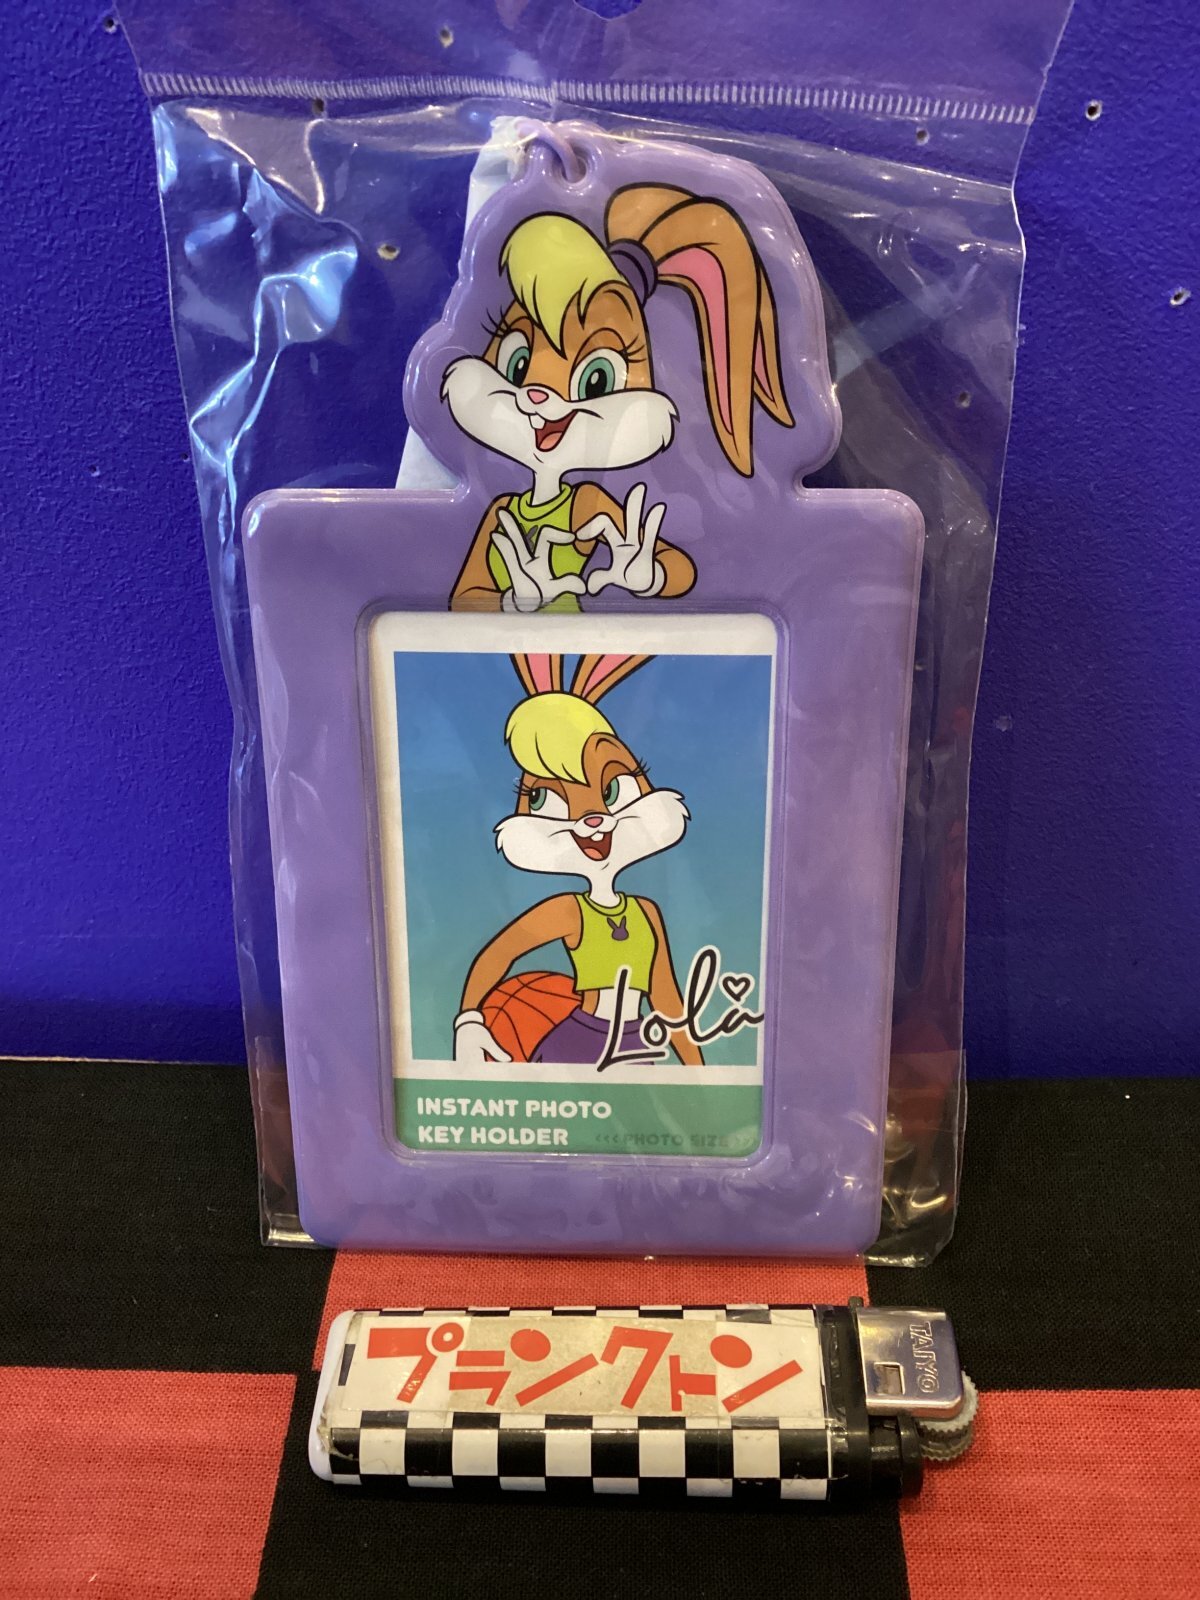 Lola
INSTANT PHOTO
KEY HOLDER <<< PHOTO SIZE
プランクトン
TAIYO